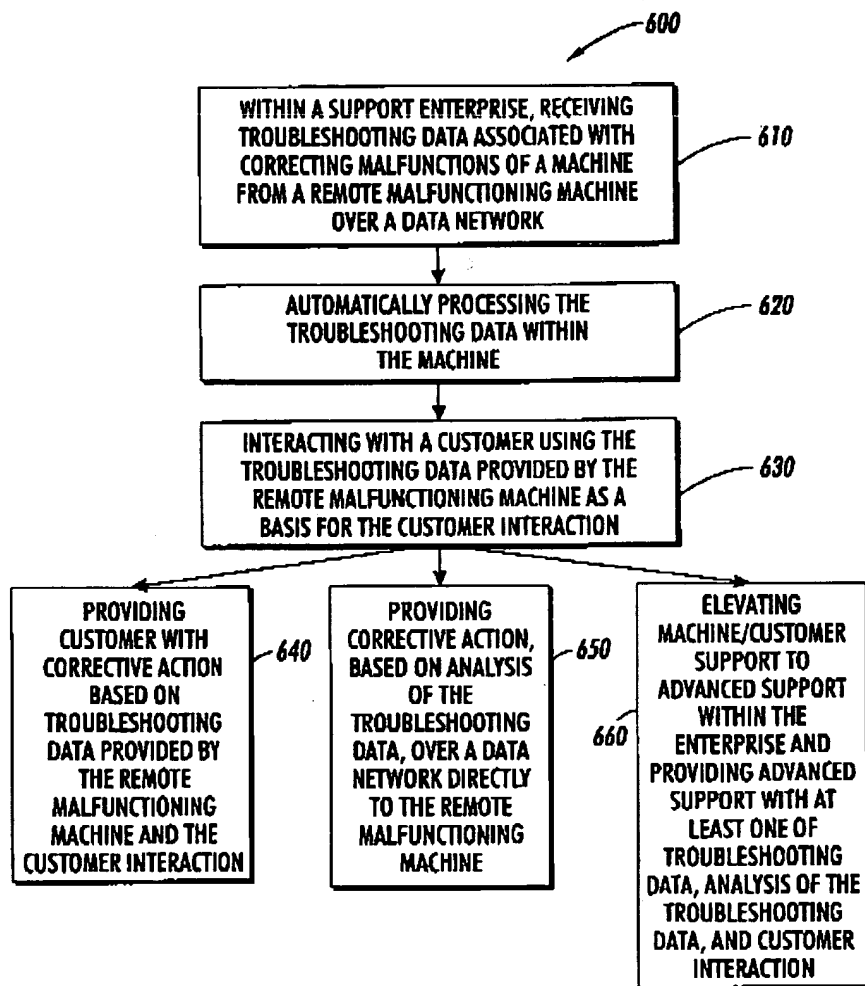 600
WITHIN A SUPPORT ENTERPRISE, RECEIVING
TROUBLESHOOTING DATA ASSOCIATED WITH
CORRECTING MALFUNCTIONS OF A MACHINE
FROM A REMOTE MALFUNCTIONING MACHINE
OVER A DATA NETWORK
610
AUTOMATICALLY PROCESSING THE
TROUBLESHOOTING DATA WITHIN
THE MACHINE
620
INTERACTING WITH A CUSTOMER USING THE
TROUBLESHOOTING DATA PROVIDED BY THE
REMOTE MALFUNCTIONING MACHINE AS A
BASIS FOR THE CUSTOMER INTERACTION
630
PROVIDING
CUSTOMER WITH
CORRECTIVE ACTION
BASED ON
TROUBLESHOOTING
DATA PROVIDED BY
THE REMOTE
MALFUNCTIONING
MACHINE AND THE
CUSTOMER INTERACTION
640
PROVIDING
CORRECTIVE ACTION,
BASED ON ANALYSIS
OF THE
TROUBLESHOOTING
DATA, OVER A DATA
NETWORK DIRECTLY
TO THE REMOTE
MALFUNCTIONING
MACHINE
650
ELEVATING
MACHINE/CUSTOMER
SUPPORT TO
ADVANCED SUPPORT
WITHIN THE
ENTERPRISE AND
PROVIDING ADVANCED
SUPPORT WITH AT
LEAST ONE OF
TROUBLESHOOTING
DATA, ANALYSIS OF THE
TROUBLESHOOTING
DATA, AND CUSTOMER
INTERACTION
660